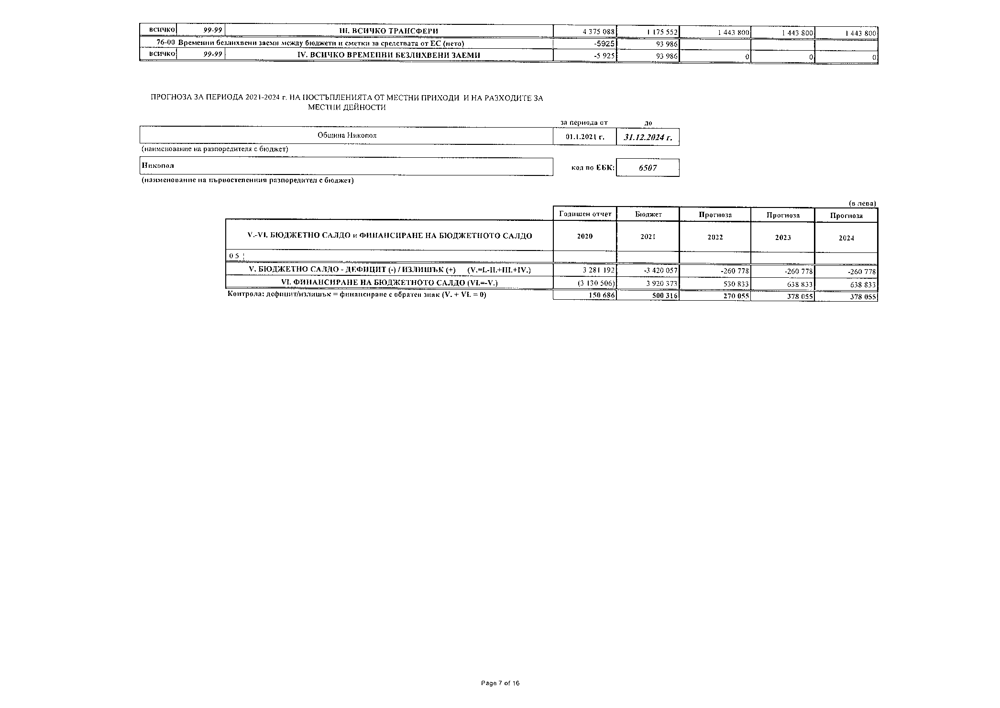 всичко 99-99 III. ВСИЧКО ТРАНСФЕРИ 4 375 088 1 175 552 1 443 800 1 443 800 1 443 800
76-00 Временни безлихвени заеми между бюджети и сметки за средствата от ЕС (нето) -5925 93 986
всичко 99-99 IV. ВСИЧКО ВРЕМЕННИ БЕЗЛИХВЕНИ ЗАЕМИ -5 925 93 986 0 0 0
ПРОГНОЗА ЗА ПЕРИОДА 2021-2024 г. НА ПОСТЪПЛЕНИЯТА ОТ МЕСТНИ ПРИХОДИ И НА РАЗХОДИТЕ ЗА
МЕСТНИ ДЕЙНОСТИ
за периода от до
Община Никопол 01.1.2021 г. 31.12.2024 г.
(наименование на разпоредителя с бюджет)
Никопол код по ЕБК: 6507
(наименование на първостепенния разпоредител с бюджет)
(в лева)
Годишен отчет Бюджет Прогноза Прогноза Прогноза
V.-VI. БЮДЖЕТНО САЛДО и ФИНАНСИРАНЕ НА БЮДЖЕТНОТО САЛДО 2020 2021 2022 2023 2024
0 5 ¦
V. БЮДЖЕТНО САЛДО - ДЕФИЦИТ (-) / ИЗЛИШЪК (+) (V.=I.-II.+III.+IV.) 3 281 192 -3 420 057 -260 778 -260 778 -260 778
VI. ФИНАНСИРАНЕ НА БЮДЖЕТНОТО САЛДО (VI.=-V.) (3 130 506) 3 920 373 530 833 638 833 638 833
Контрола: дефицит/излишък = финансиране с обратен знак (V. + VI. = 0) 150 686 500 316 270 055 378 055 378 055
Page 7 of 16